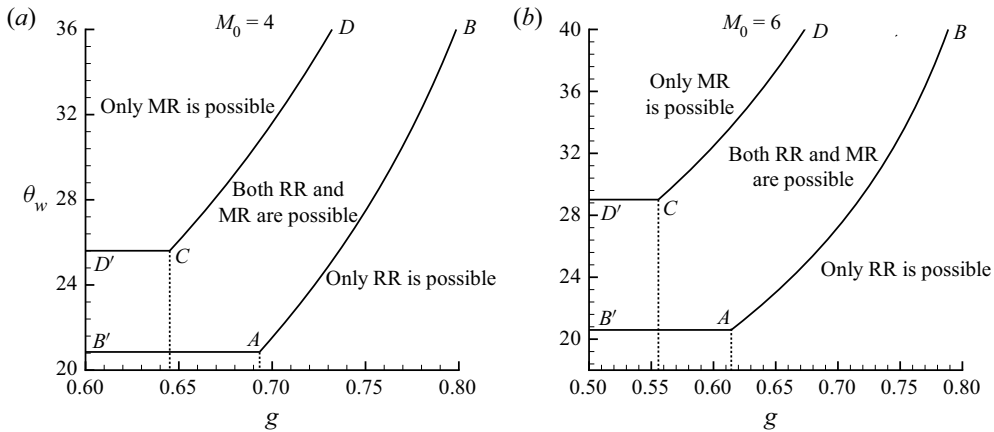 (a)
M₀ = 4
36
32
28
24
20
θ_w
D
B
Only MR is possible
Both RR and
MR are possible
Only RR is possible
D′
C
B′
A
0.60
0.65
0.70
0.75
0.80
g
(b)
M₀ = 6
40
36
32
28
24
20
D
B
Only MR
is possible
Both RR and MR
are possible
Only RR is possible
D′
C
B′
A
0.50
0.55
0.60
0.65
0.70
0.75
0.80
g